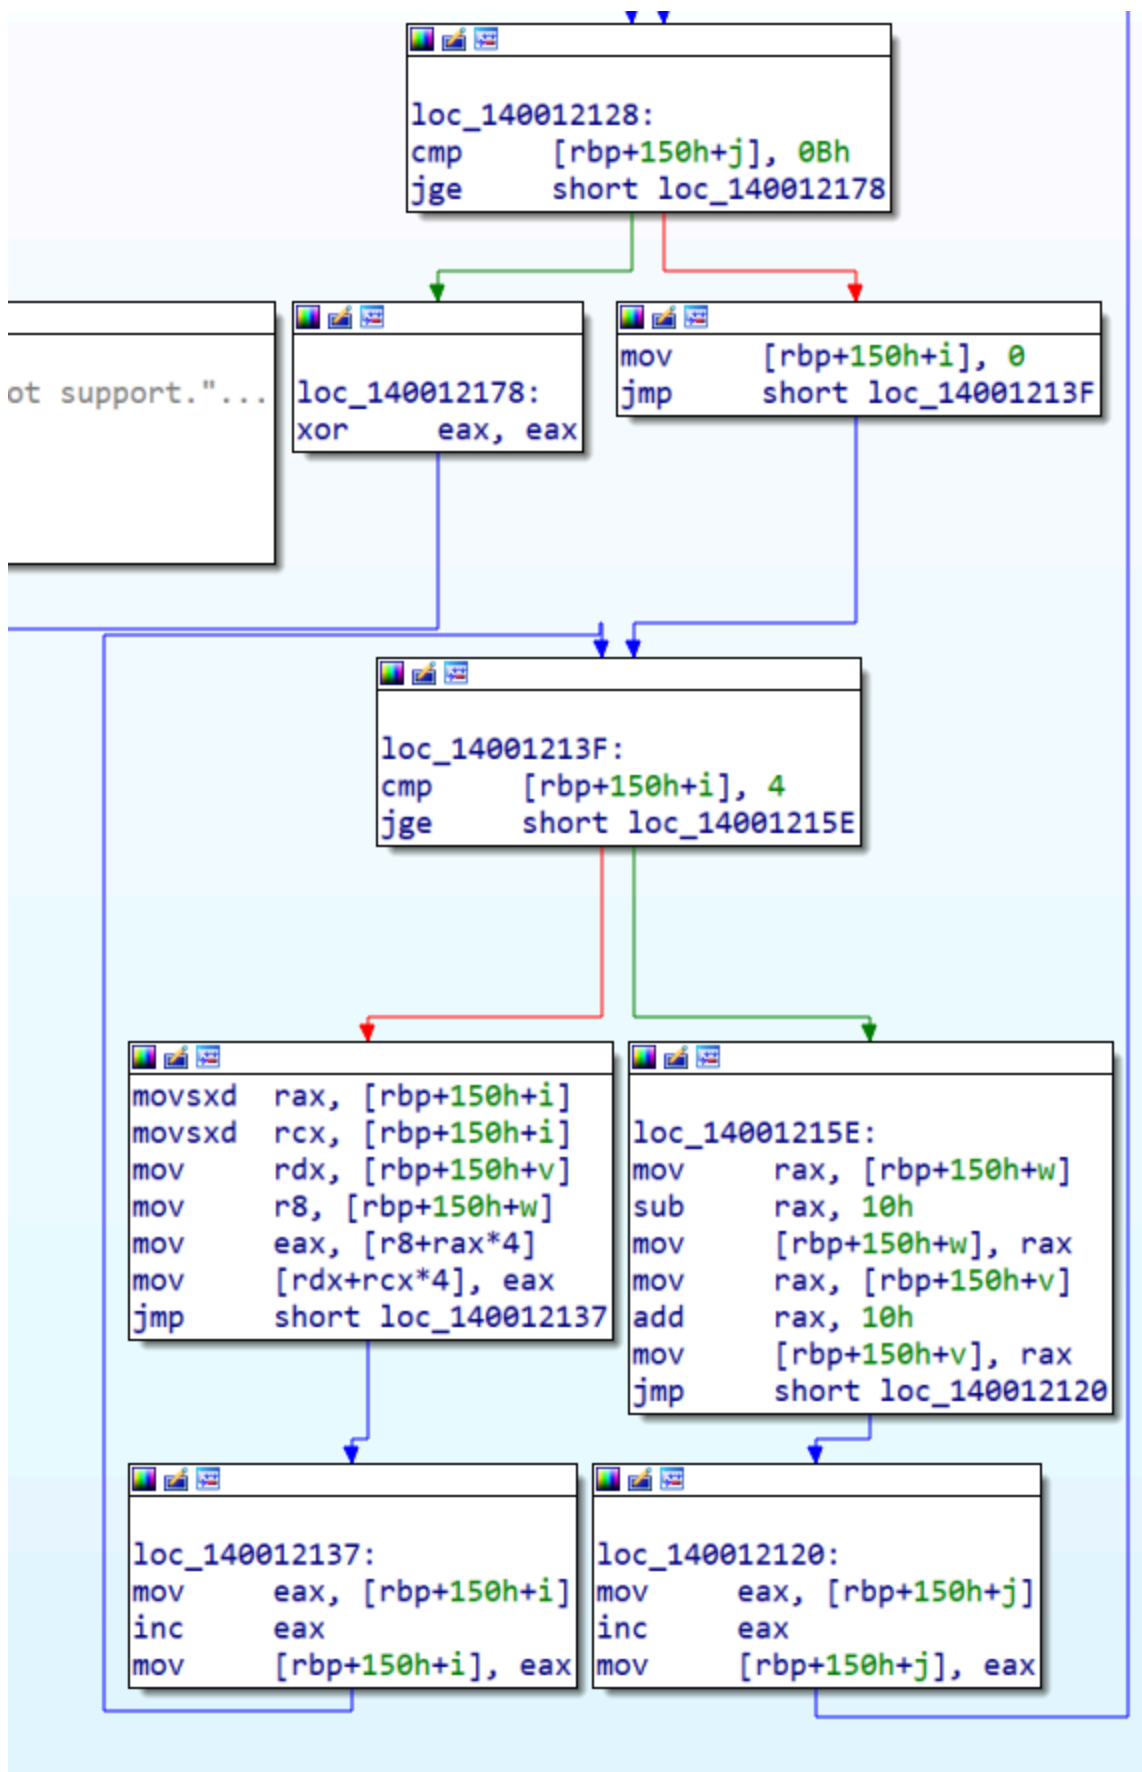 loc_140012128:
cmp [rbp+150h+j], 0Bh
jge short loc_140012178
ot support."...
loc_140012178:
xor eax, eax
mov [rbp+150h+i], 0
jmp short loc_14001213F
loc_14001213F:
cmp [rbp+150h+i], 4
jge short loc_14001215E
movsxd rax, [rbp+150h+i]
movsxd rcx, [rbp+150h+i]
mov rdx, [rbp+150h+v]
mov r8, [rbp+150h+w]
mov eax, [r8+rax*4]
mov [rdx+rcx*4], eax
jmp short loc_140012137
loc_14001215E:
mov rax, [rbp+150h+w]
sub rax, 10h
mov [rbp+150h+w], rax
mov rax, [rbp+150h+v]
add rax, 10h
mov [rbp+150h+v], rax
jmp short loc_140012120
loc_140012137:
mov eax, [rbp+150h+i]
inc eax
mov [rbp+150h+i], eax
loc_140012120:
mov eax, [rbp+150h+j]
inc eax
mov [rbp+150h+j], eax